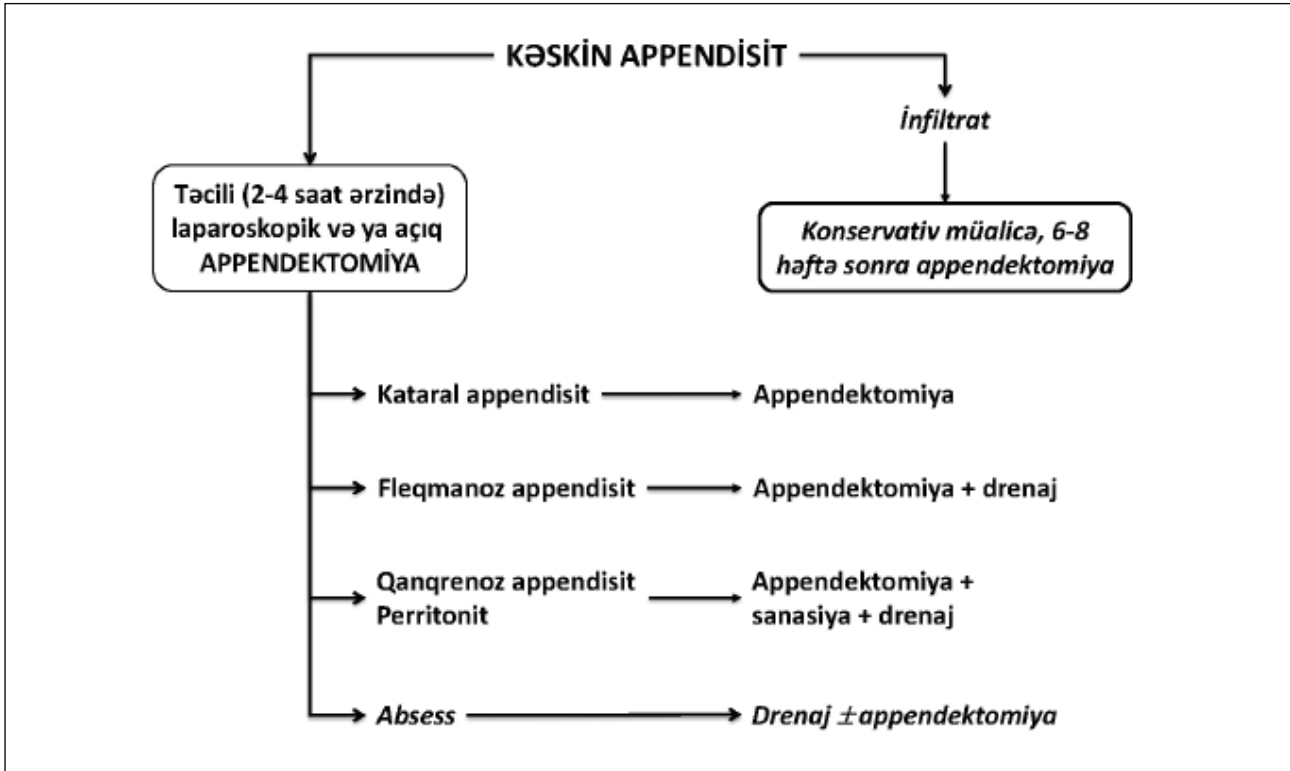 KƏSKİN APPENDİSİT
İnfiltrat
Təcili (2-4 saat ərzində)
laparoskopik və ya açıq
APPENDEKTOMİYA
Konservativ müalicə, 6-8
həftə sonra appendektomiya
Kataral appendisit
Appendektomiya
Fleqmanoz appendisit
Appendektomiya + drenaj
Qanqrenoz appendisit
Perritonit
Appendektomiya +
sanasiya + drenaj
Absess
Drenaj ±appendektomiya